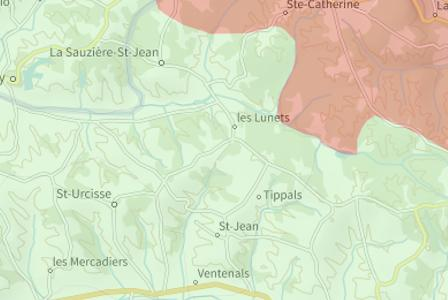 Ste-Catherine
La Sauzière-St-Jean
les Lunets
St-Urcisse
Tippals
St-Jean
les Mercadiers
Ventenals